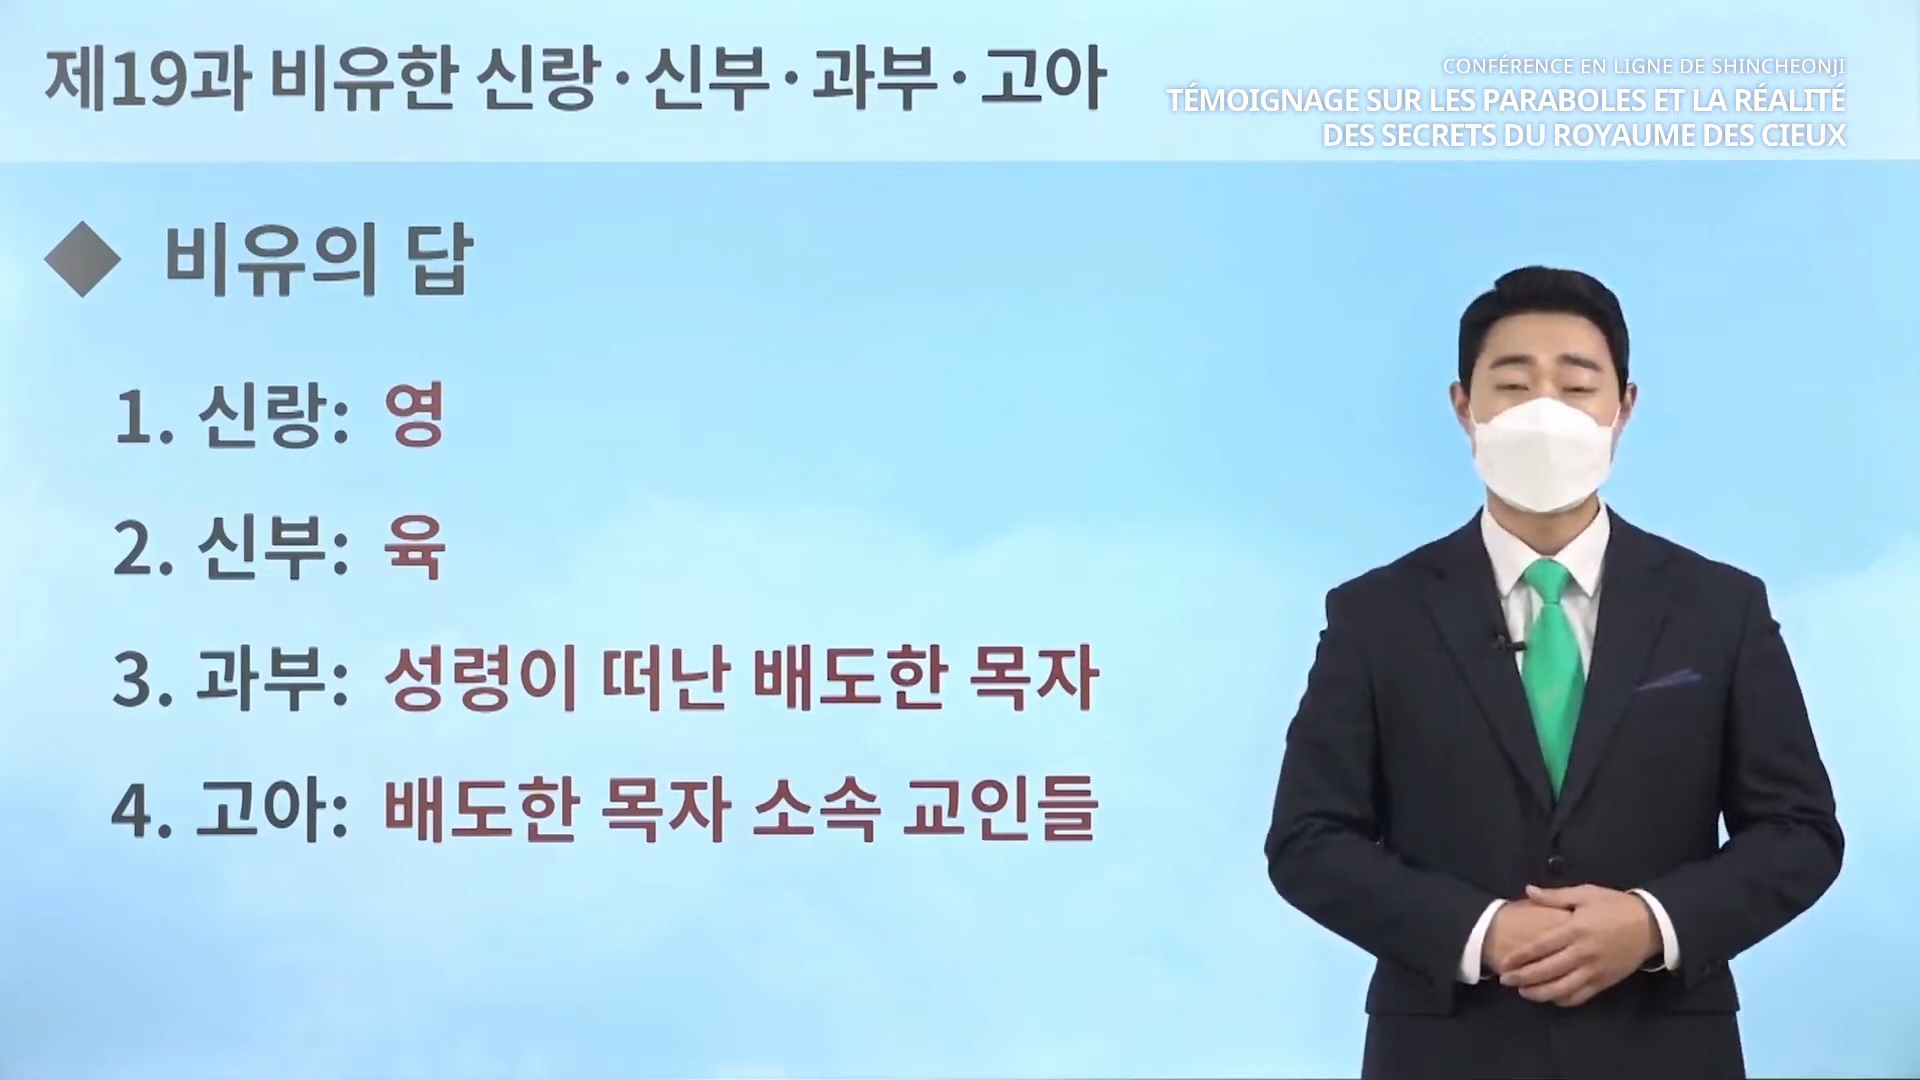 제19과 비유한 신랑·신부·과부·고아
CONFÉRENCE EN LIGNE DE SHINCHEONJI
TÉMOIGNAGE SUR LES PARABOLES ET LA RÉALITÉ
DES SECRETS DU ROYAUME DES CIEUX
◆ 비유의 답
1. 신랑: 영
2. 신부: 육
3. 과부: 성령이 떠난 배도한 목자
4. 고아: 배도한 목자 소속 교인들